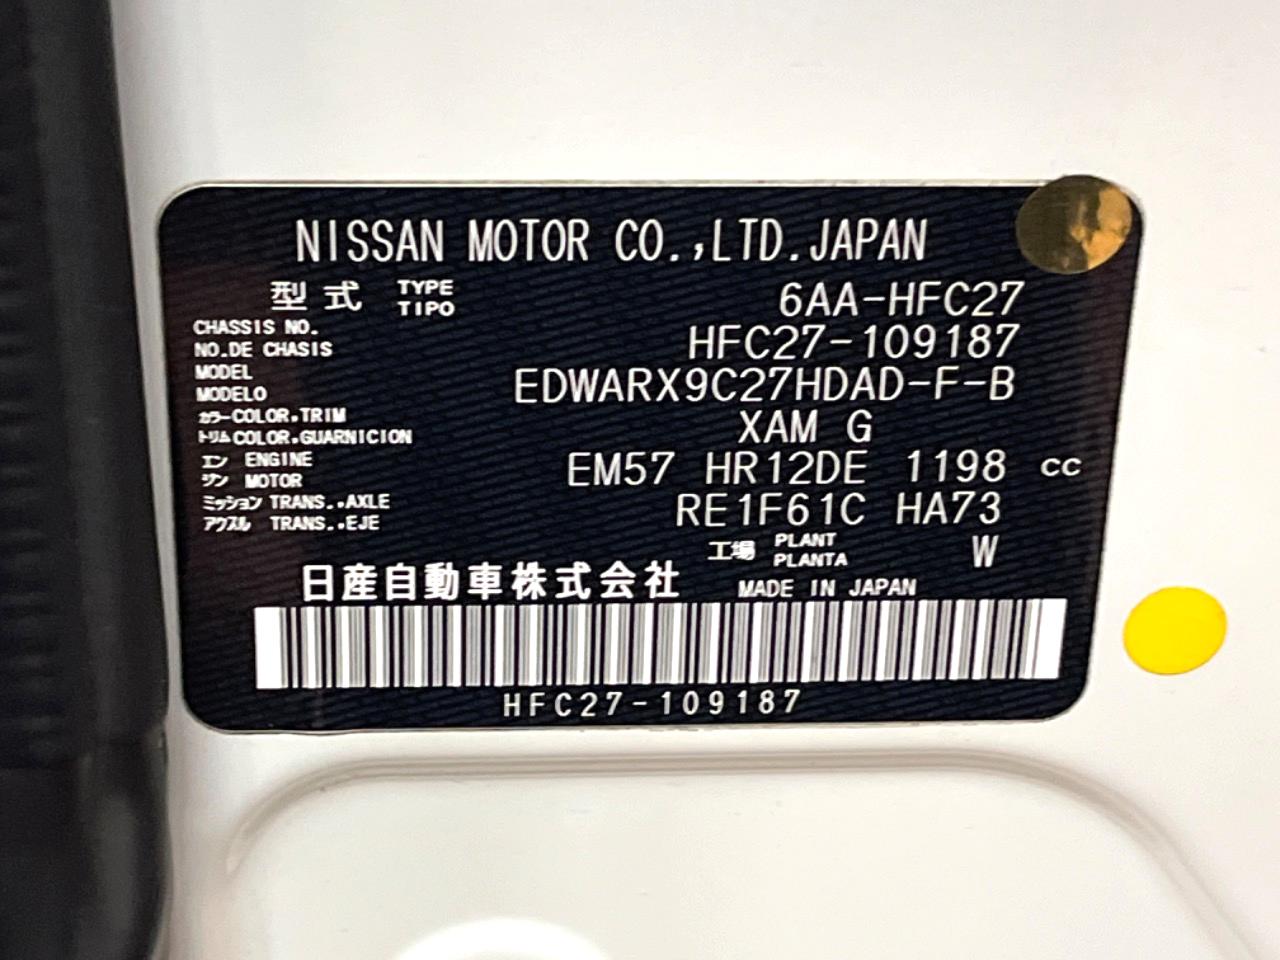 NISSAN MOTOR CO.,LTD.JAPAN
型式 TYPE TIPO 6AA-HFC27
CHASSIS NO. NO.DE CHASIS HFC27-109187
MODEL MODELO EDWARX9C27HDAD-F-B
カラー COLOR.TRIM XAM G
トリム COLOR.GUARNICION
エン ENGINE EM57 HR12DE 1198 cc
ジン MOTOR
ミッション TRANS..AXLE RE1F61C HA73
アクスル TRANS..EJE
工場 PLANT PLANTA W
日産自動車株式会社 MADE IN JAPAN
HFC27-109187